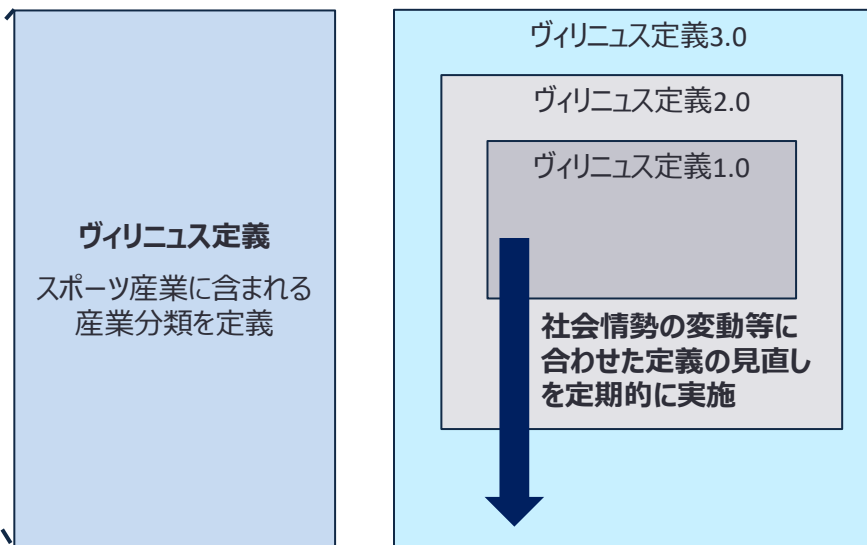 ヴィリニュス定義
スポーツ産業に含まれる
産業分類を定義
ヴィリニュス定義3.0
ヴィリニュス定義2.0
ヴィリニュス定義1.0
社会情勢の変動等に
合わせた定義の見直し
を定期的に実施